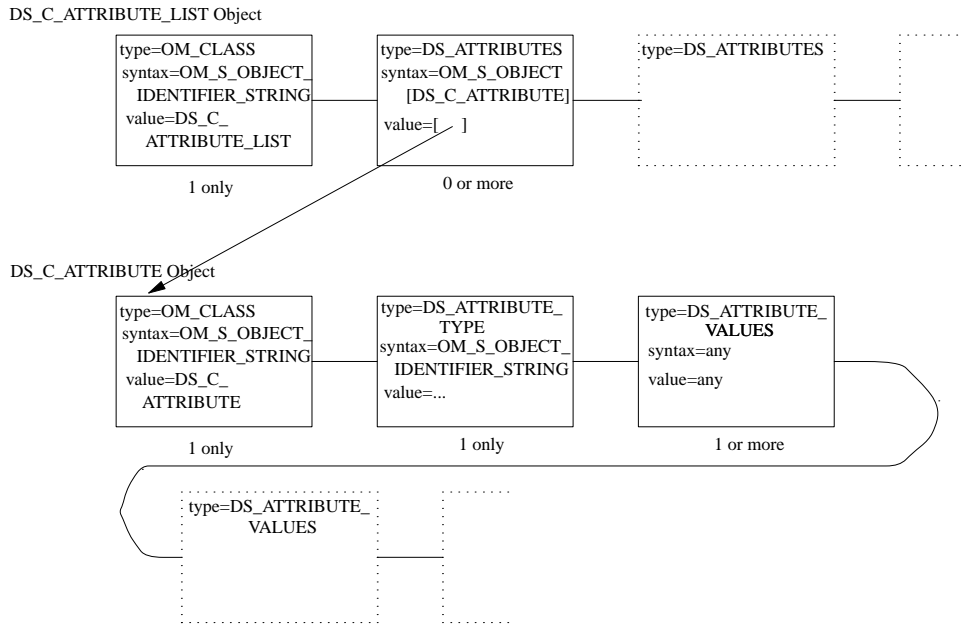 DS_C_ATTRIBUTE_LIST Object
type=OM_CLASS
syntax=OM_S_OBJECT_
IDENTIFIER_STRING
value=DS_C_
ATTRIBUTE_LIST
1 only
type=DS_ATTRIBUTES
syntax=OM_S_OBJECT
[DS_C_ATTRIBUTE]
value=[ ]
0 or more
type=DS_ATTRIBUTES
DS_C_ATTRIBUTE Object
type=OM_CLASS
syntax=OM_S_OBJECT_
IDENTIFIER_STRING
value=DS_C_
ATTRIBUTE
1 only
type=DS_ATTRIBUTE_
TYPE
syntax=OM_S_OBJECT_
IDENTIFIER_STRING
value=...
1 only
type=DS_ATTRIBUTE_
VALUES
syntax=any
value=any
1 or more
type=DS_ATTRIBUTE_
VALUES